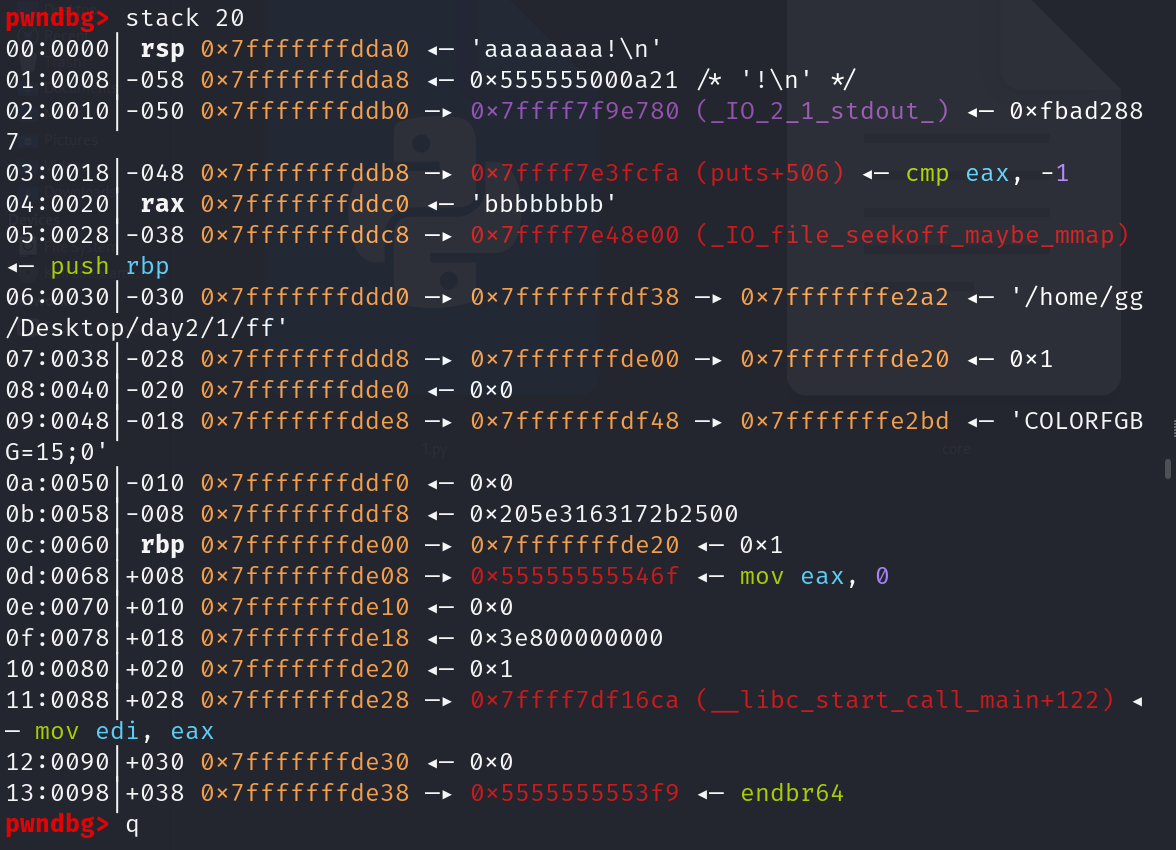 pwndbg> stack 20
00:0000│ rsp 0x7fffffffdda0 ◂— 'aaaaaaaa!\n'
01:0008│-058 0x7fffffffdda8 ◂— 0x555555000a21 /* '!\n' */
02:0010│-050 0x7fffffffddb0 —▸ 0x7ffff7f9e780 (_IO_2_1_stdout_) ◂— 0xfbad288
7
03:0018│-048 0x7fffffffddb8 —▸ 0x7ffff7e3fcfa (puts+506) ◂— cmp eax, -1
04:0020│ rax 0x7fffffffddc0 ◂— 'bbbbbbbb'
05:0028│-038 0x7fffffffddc8 —▸ 0x7ffff7e48e00 (_IO_file_seekoff_maybe_mmap)
◂— push rbp
06:0030│-030 0x7fffffffddd0 —▸ 0x7fffffffdf38 —▸ 0x7fffffffe2a2 ◂— '/home/gg
/Desktop/day2/1/ff'
07:0038│-028 0x7fffffffddd8 —▸ 0x7fffffffde00 —▸ 0x7fffffffde20 ◂— 0x1
08:0040│-020 0x7fffffffdde0 ◂— 0x0
09:0048│-018 0x7fffffffdde8 —▸ 0x7fffffffdf48 —▸ 0x7fffffffe2bd ◂— 'COLORFGB
G=15;0'
0a:0050│-010 0x7fffffffddf0 ◂— 0x0
0b:0058│-008 0x7fffffffddf8 ◂— 0x205e3163172b2500
0c:0060│ rbp 0x7fffffffde00 —▸ 0x7fffffffde20 ◂— 0x1
0d:0068│+008 0x7fffffffde08 —▸ 0x55555555546f ◂— mov eax, 0
0e:0070│+010 0x7fffffffde10 ◂— 0x0
0f:0078│+018 0x7fffffffde18 ◂— 0x3e800000000
10:0080│+020 0x7fffffffde20 ◂— 0x1
11:0088│+028 0x7fffffffde28 —▸ 0x7ffff7df16ca (__libc_start_call_main+122) ◂
— mov edi, eax
12:0090│+030 0x7fffffffde30 ◂— 0x0
13:0098│+038 0x7fffffffde38 —▸ 0x5555555553f9 ◂— endbr64
pwndbg> q